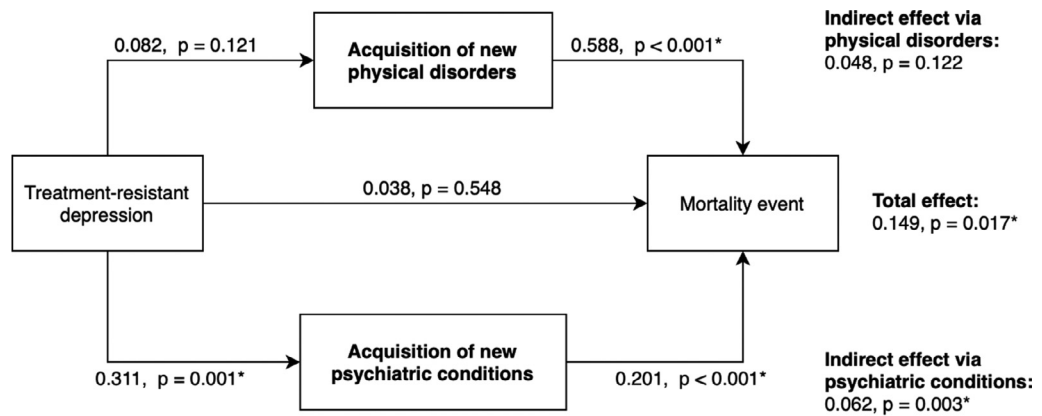 0.082, p = 0.121
Acquisition of new
physical disorders
0.588, p < 0.001*
Indirect effect via
physical disorders:
0.048, p = 0.122
Treatment-resistant
depression
0.038, p = 0.548
Mortality event
Total effect:
0.149, p = 0.017*
0.311, p = 0.001*
Acquisition of new
psychiatric conditions
0.201, p < 0.001*
Indirect effect via
psychiatric conditions:
0.062, p = 0.003*